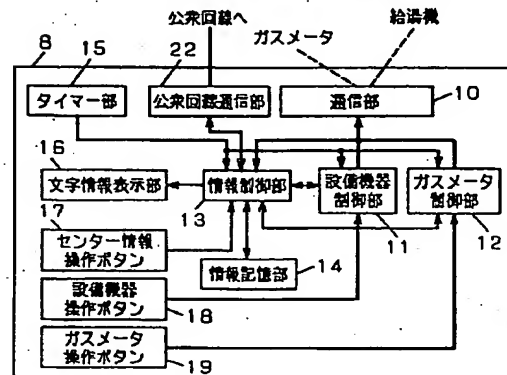 公衆回線へ
給湯機
ガスメータ
8
15
22
タイマー部
公衆回線通信部
通信部
10
16
文字情報表示部
情報制御部
13
設備機器
制御部
11
ガスメータ
制御部
12
17
センター情報
操作ボタン
情報記憶部
14
設備機器
操作ボタン
18
ガスメータ
操作ボタン
19